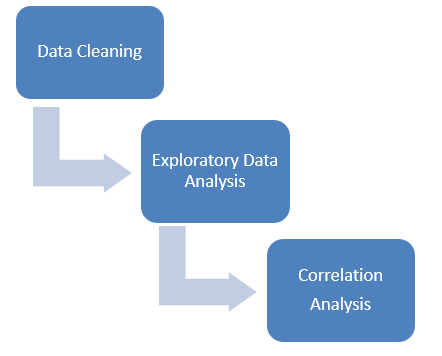 Data Cleaning
Exploratory Data
Analysis
Correlation
Analysis